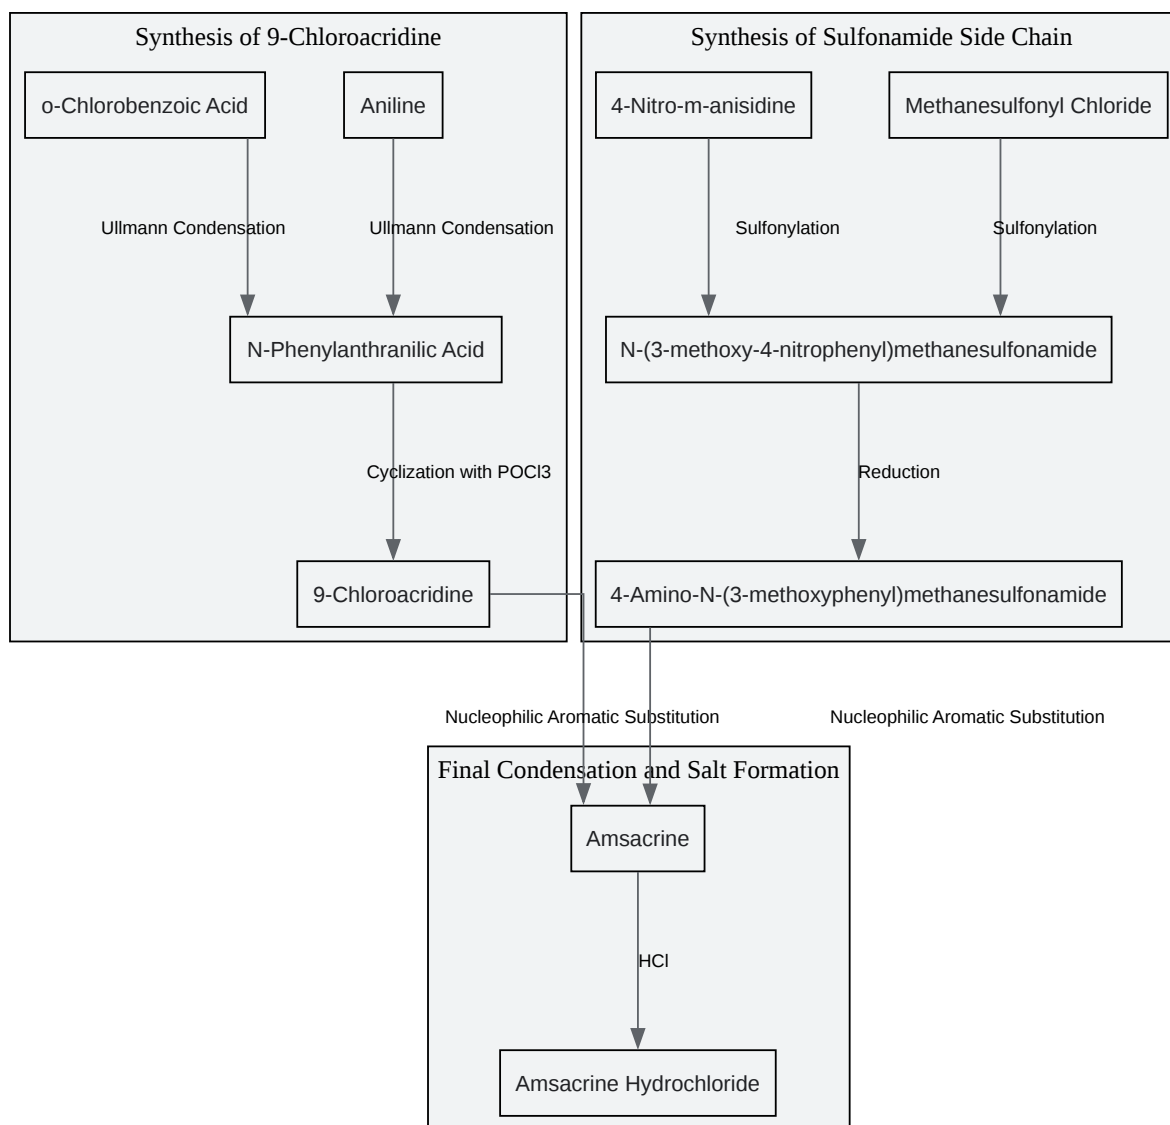 Synthesis of 9-Chloroacridine
Synthesis of Sulfonamide Side Chain
o-Chlorobenzoic Acid
Aniline
4-Nitro-m-anisidine
Methanesulfonyl Chloride
Ullmann Condensation
Ullmann Condensation
Sulfonylation
Sulfonylation
N-Phenylanthranilic Acid
N-(3-methoxy-4-nitrophenyl)methanesulfonamide
Cyclization with POCl3
Reduction
9-Chloroacridine
4-Amino-N-(3-methoxyphenyl)methanesulfonamide
Nucleophilic Aromatic Substitution
Nucleophilic Aromatic Substitution
Final Condensation and Salt Formation
Amsacrine
HCl
Amsacrine Hydrochloride